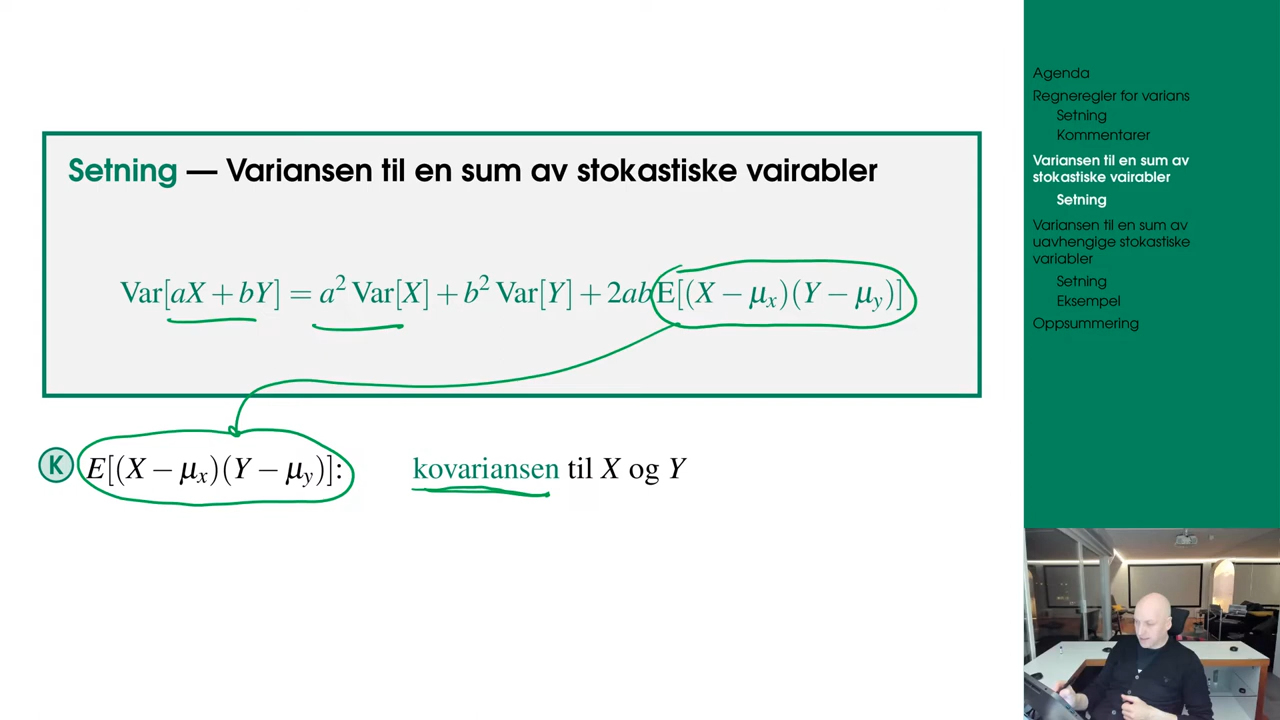 Setning — Variansen til en sum av stokastiske vairabler
Var[aX + bY] = a² Var[X] + b² Var[Y] + 2abE[(X − μₓ)(Y − μᵧ)]
K E[(X − μₓ)(Y − μᵧ)]: kovariansen til X og Y
Agenda
Regneregler for varians
Setning
Kommentarer
Variansen til en sum av
stokastiske vairabler
Setning
Variansen til en sum av
uavhengige stokastiske
variabler
Setning
Eksempel
Oppsummering